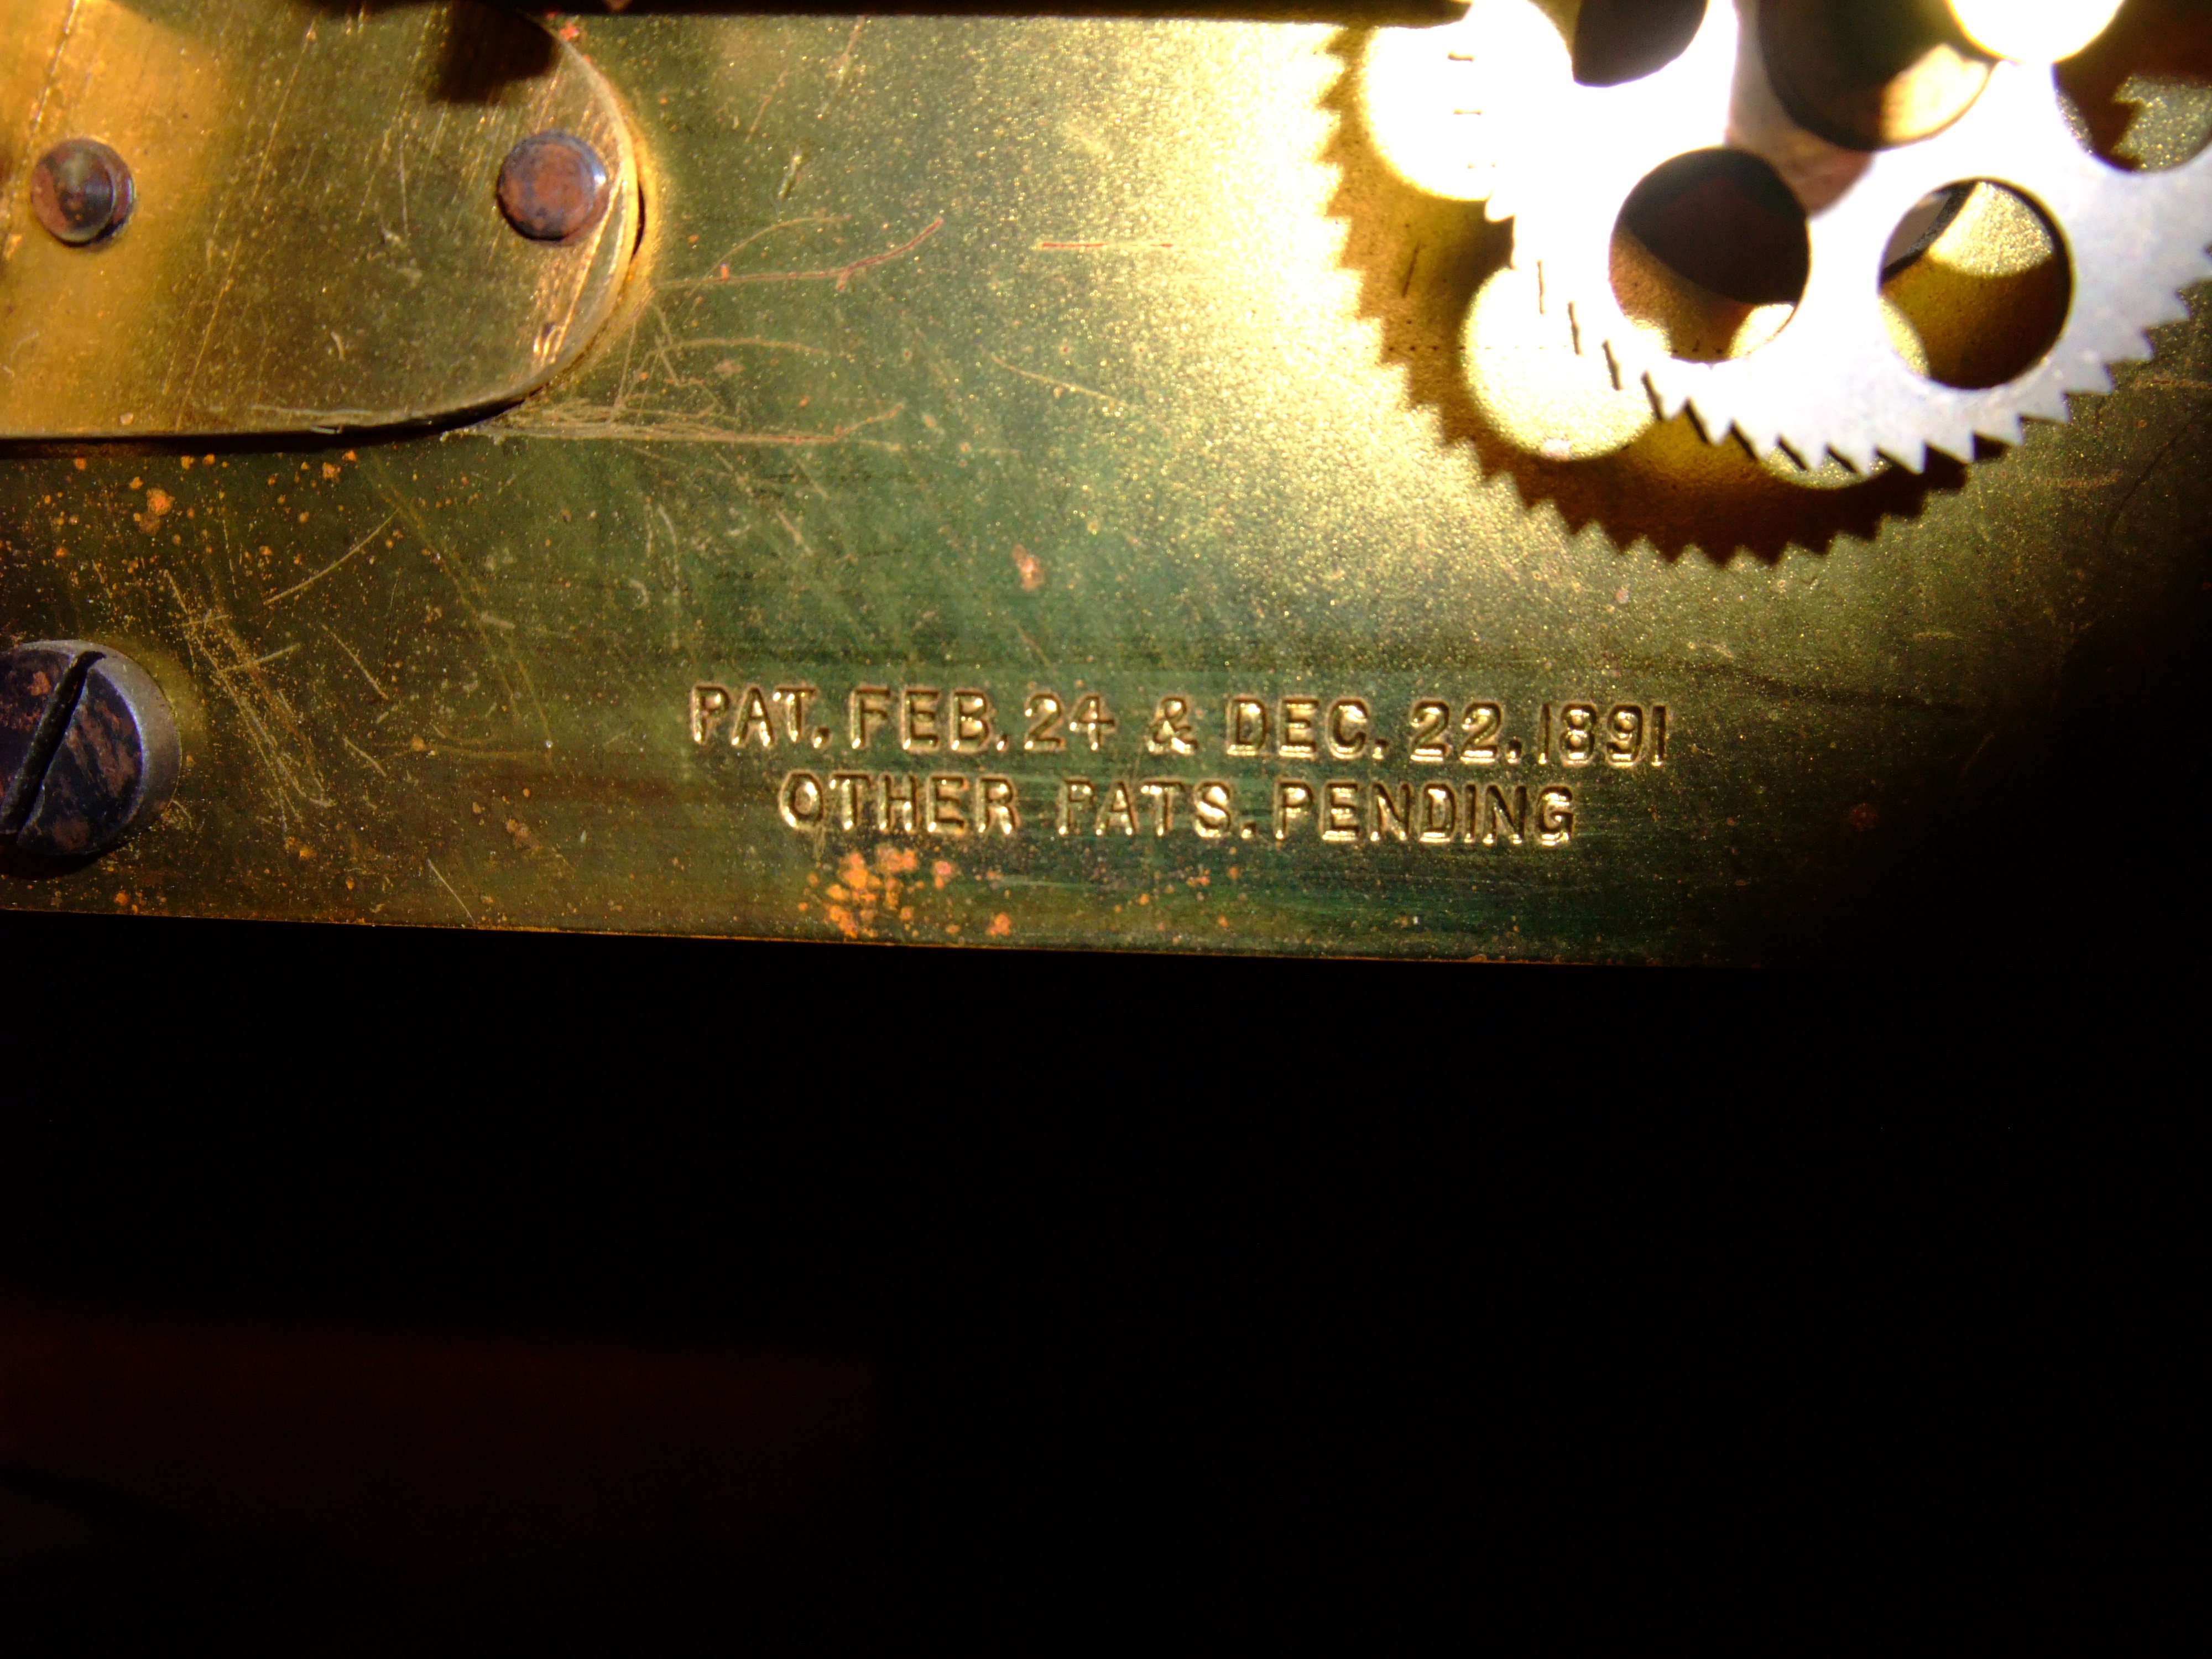 PAT. FEB. 24 & DEC. 22. 1891
OTHER PATS. PENDING